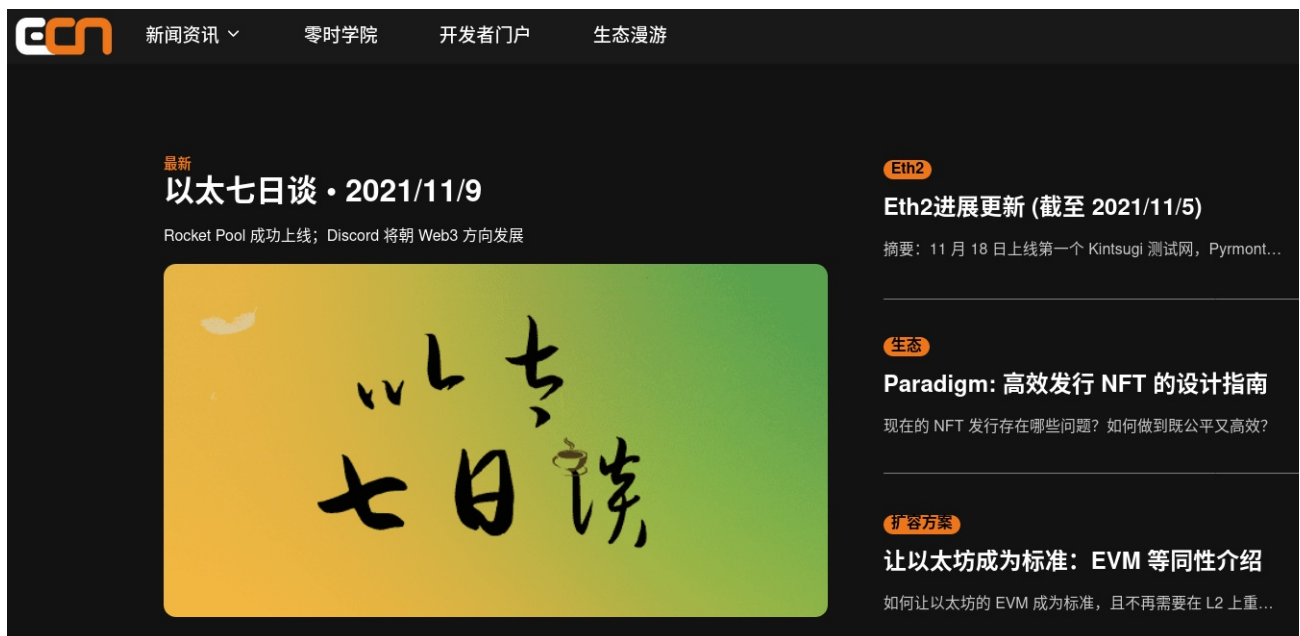 ECN 新闻资讯 零时学院 开发者门户 生态漫游
最新
以太七日谈 • 2021/11/9
Rocket Pool 成功上线；Discord 将朝 Web3 方向发展
以太
七日谈
Eth2
Eth2进展更新 (截至 2021/11/5)
摘要：11 月 18 日上线第一个 Kintsugi 测试网，Pyrmont…
生态
Paradigm: 高效发行 NFT 的设计指南
现在的 NFT 发行存在哪些问题？如何做到既公平又高效？
扩容方案
让以太坊成为标准：EVM 等同性介绍
如何让以太坊的 EVM 成为标准，且不再需要在 L2 上重…